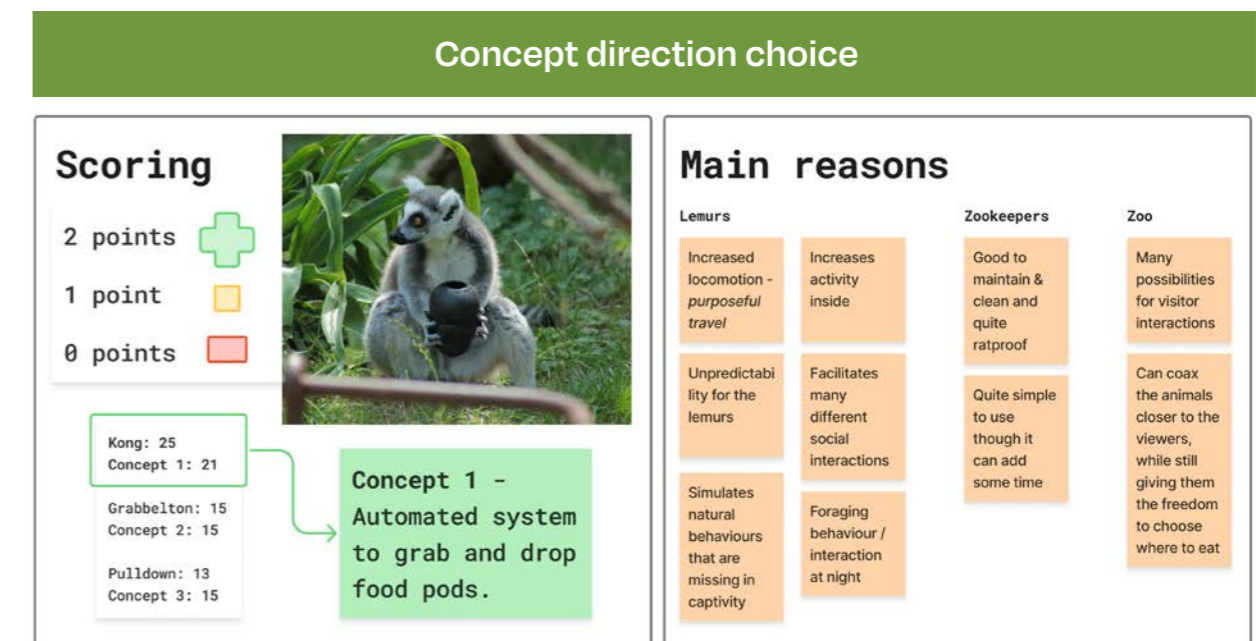 Concept direction choice
Scoring
2 points
1 point
0 points
Kong: 25
Concept 1: 21
Grabbelton: 15
Concept 2: 15
Pulldown: 13
Concept 3: 15
Concept 1 -
Automated system
to grab and drop
food pods.
Main reasons
Lemurs
Increased
locomotion -
purposeful
travel
Unpredictabi
lity for the
lemurs
Simulates
natural
behaviours
that are
missing in
captivity
Increases
activity
inside
Facilitates
many
different
social
interactions
Foraging
behaviour /
interaction
at night
Zookeepers
Good to
maintain &
clean and
quite
ratproof
Quite simple
to use
though it
can add
some time
Zoo
Many
possibilities
for visitor
interactions
Can coax
the animals
closer to the
viewers,
while still
giving them
the freedom
to choose
where to eat